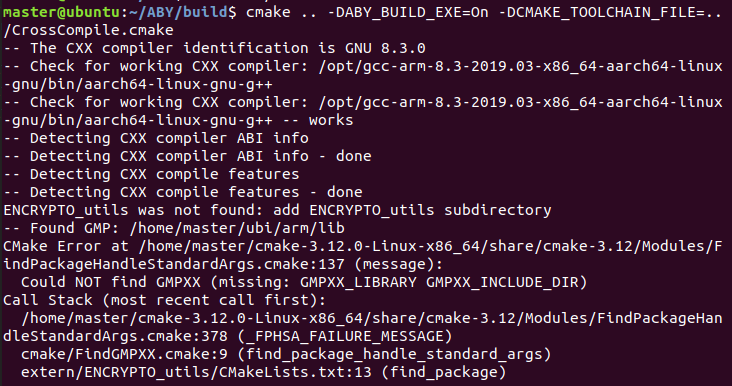 master@ubuntu:~/ABY/build$ cmake .. -DABY_BUILD_EXE=On -DCMAKE_TOOLCHAIN_FILE=..
/CrossCompile.cmake
-- The CXX compiler identification is GNU 8.3.0
-- Check for working CXX compiler: /opt/gcc-arm-8.3-2019.03-x86_64-aarch64-linux
-gnu/bin/aarch64-linux-gnu-g++
-- Check for working CXX compiler: /opt/gcc-arm-8.3-2019.03-x86_64-aarch64-linux
-gnu/bin/aarch64-linux-gnu-g++ -- works
-- Detecting CXX compiler ABI info
-- Detecting CXX compiler ABI info - done
-- Detecting CXX compile features
-- Detecting CXX compile features - done
ENCRYPTO_utils was not found: add ENCRYPTO_utils subdirectory
-- Found GMP: /home/master/ubi/arm/lib
CMake Error at /home/master/cmake-3.12.0-Linux-x86_64/share/cmake-3.12/Modules/F
indPackageHandleStandardArgs.cmake:137 (message):
  Could NOT find GMPXX (missing: GMPXX_LIBRARY GMPXX_INCLUDE_DIR)
Call Stack (most recent call first):
  /home/master/cmake-3.12.0-Linux-x86_64/share/cmake-3.12/Modules/FindPackageHan
dleStandardArgs.cmake:378 (_FPHSA_FAILURE_MESSAGE)
  cmake/FindGMPXX.cmake:9 (find_package_handle_standard_args)
  extern/ENCRYPTO_utils/CMakeLists.txt:13 (find_package)